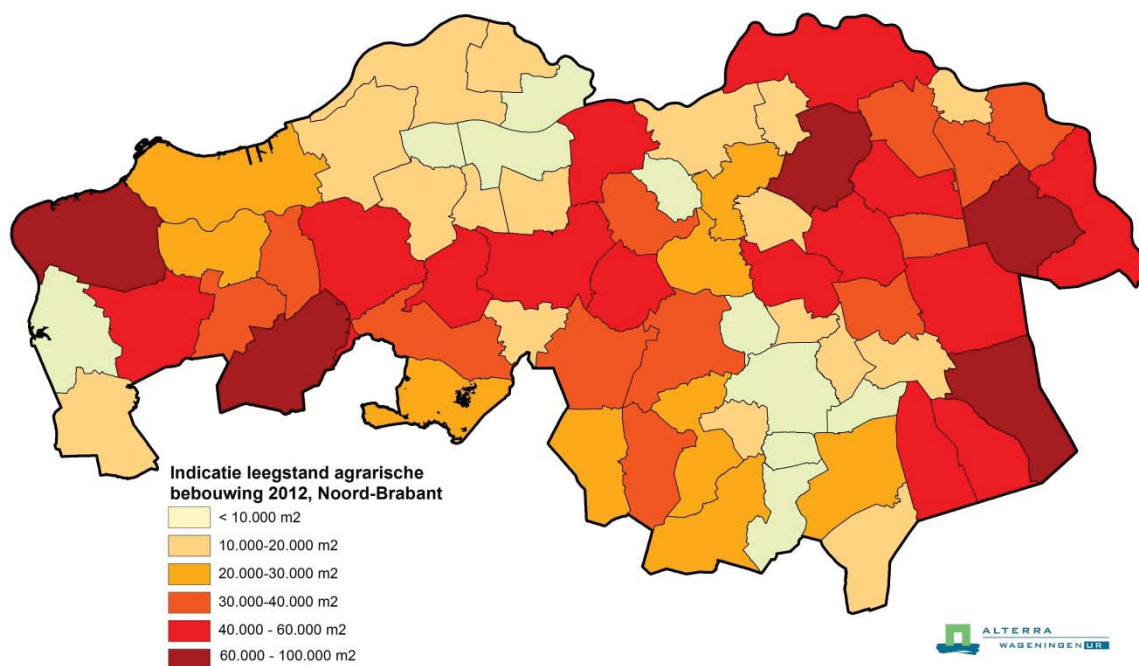 Indicatie leegstand agrarische
bebouwing 2012, Noord-Brabant
< 10.000 m2
10.000-20.000 m2
20.000-30.000 m2
30.000-40.000 m2
40.000 - 60.000 m2
60.000 - 100.000 m2
ALTERRA
WAGENINGEN UR